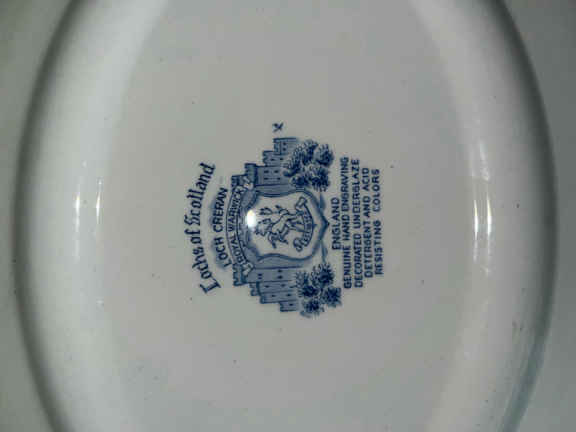 Lochs of Scotland
LOCH CRERAN
ROYAL WARWICK
ENGLAND
GENUINE HAND ENGRAVING
DECORATED UNDERGLAZE
DETERGENT AND ACID
RESISTING COLORS